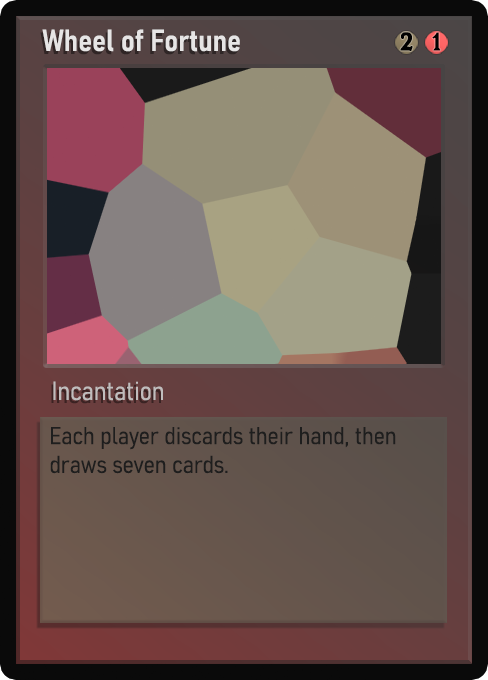 Wheel of Fortune 2 1
Incantation
Each player discards their hand, then
draws seven cards.